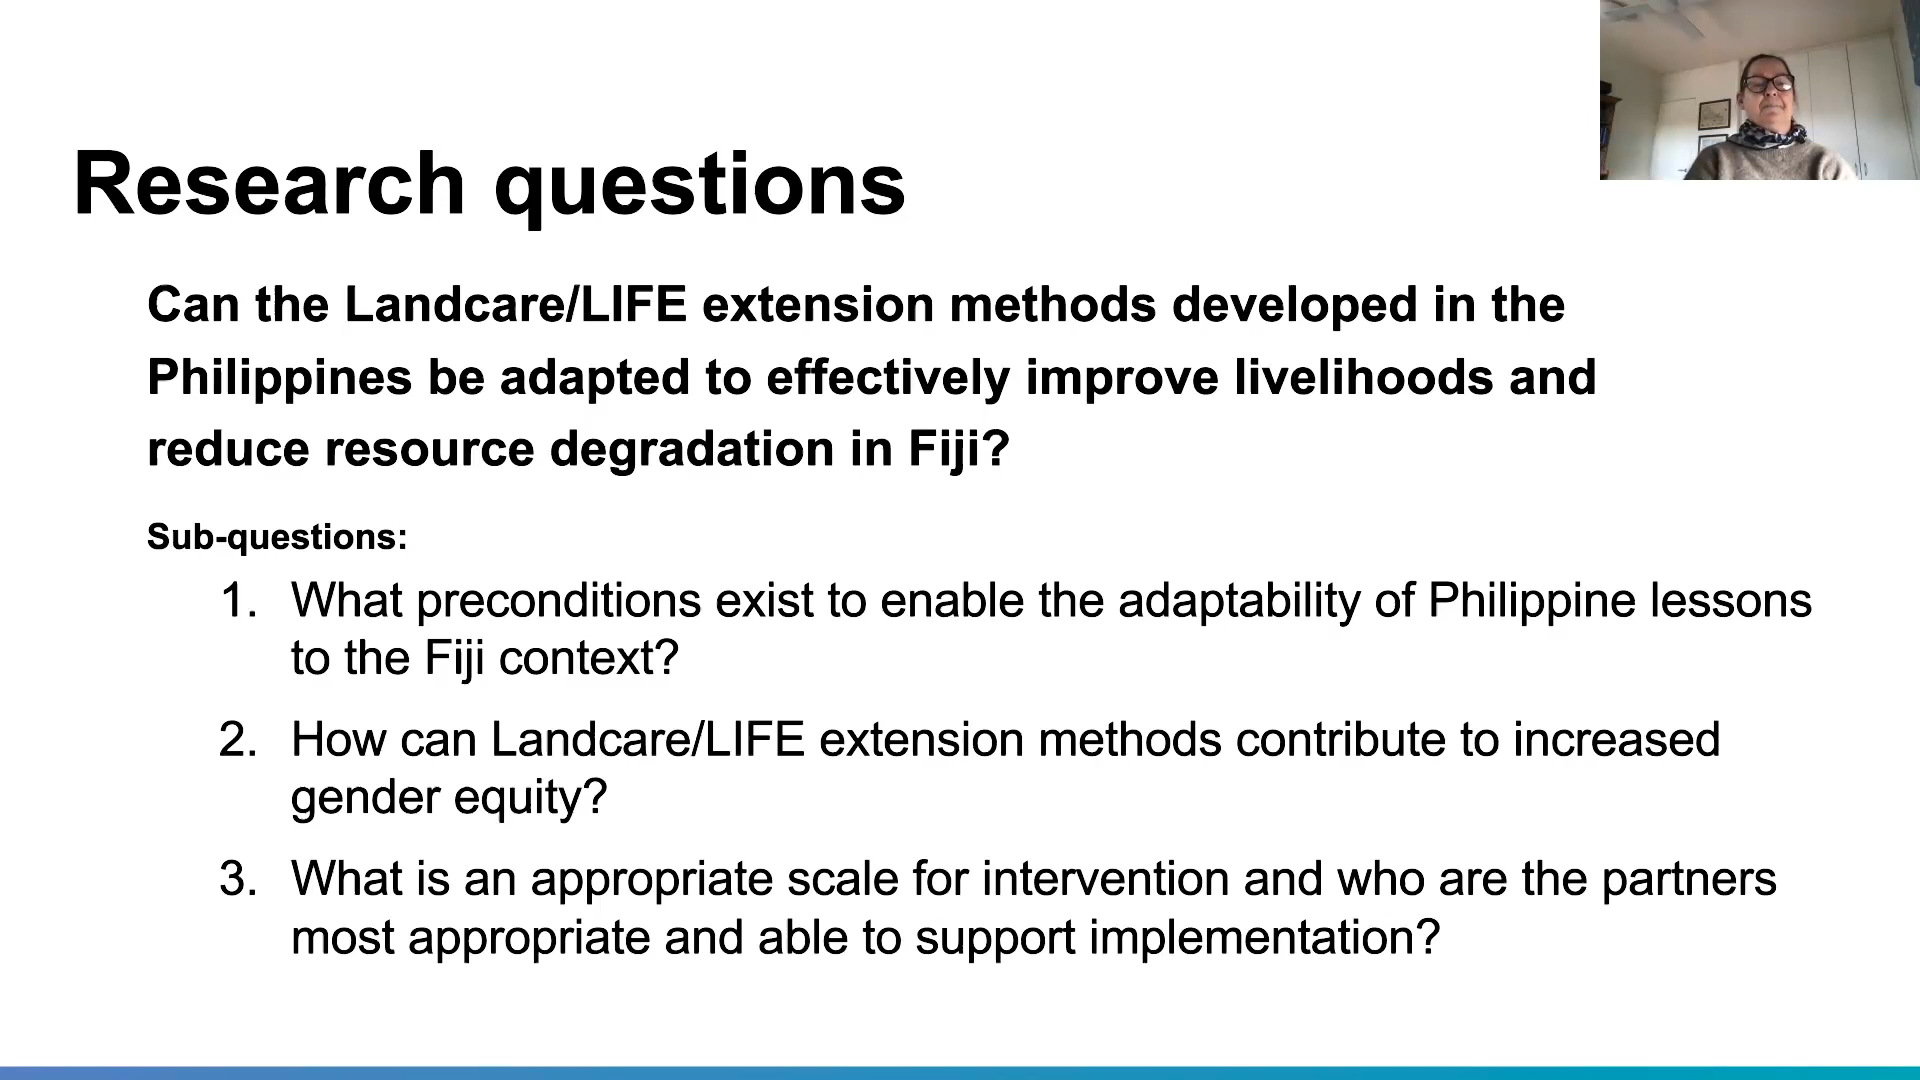 Research questions
Can the Landcare/LIFE extension methods developed in the
Philippines be adapted to effectively improve livelihoods and
reduce resource degradation in Fiji?
Sub-questions:
1. What preconditions exist to enable the adaptability of Philippine lessons
to the Fiji context?
2. How can Landcare/LIFE extension methods contribute to increased
gender equity?
3. What is an appropriate scale for intervention and who are the partners
most appropriate and able to support implementation?